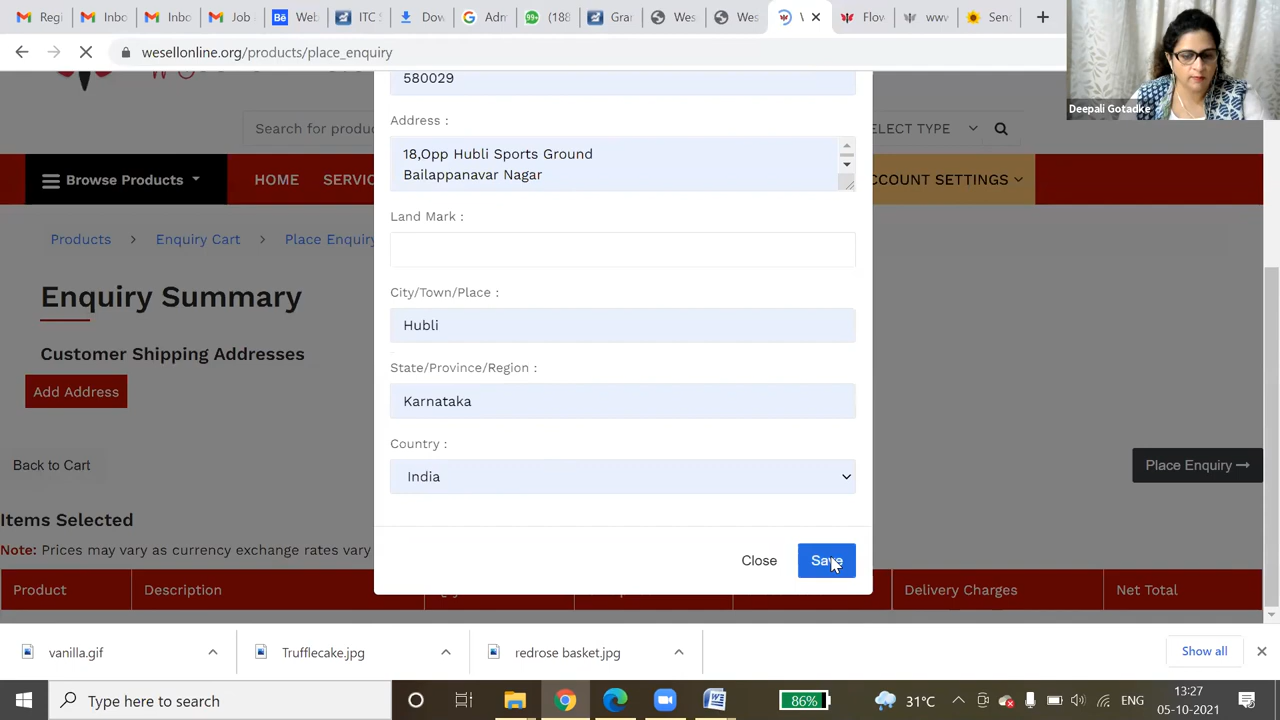 Regi
Inbo
Inbo
Job
Web
ITC S
Dow
Adm
99+
(188
Gra
Wes
Wes
Flow
www
Send
wesellonline.org/products/place_enquiry
Deepali Gotadke
580029
Address :
Search for produ
ELECT TYPE
18,Opp Hubli Sports Ground
Bailappanavar Nagar
Browse Products
HOME
SERVIC
CCOUNT SETTINGS
Land Mark :
Products
Enquiry Cart
Place Enquiry
City/Town/Place :
Enquiry Summary
Hubli
Customer Shipping Addresses
State/Province/Region :
Add Address
Karnataka
Country :
Back to Cart
Place Enquiry
India
Items Selected
Note: Prices may vary as currency exchange rates vary
Close
Save
Product
Description
Delivery Charges
Net Total
vanilla.gif
Trufflecake.jpg
redrose basket.jpg
Show all
Type here to search
86%
31°C
ENG
13:27
05-10-2021